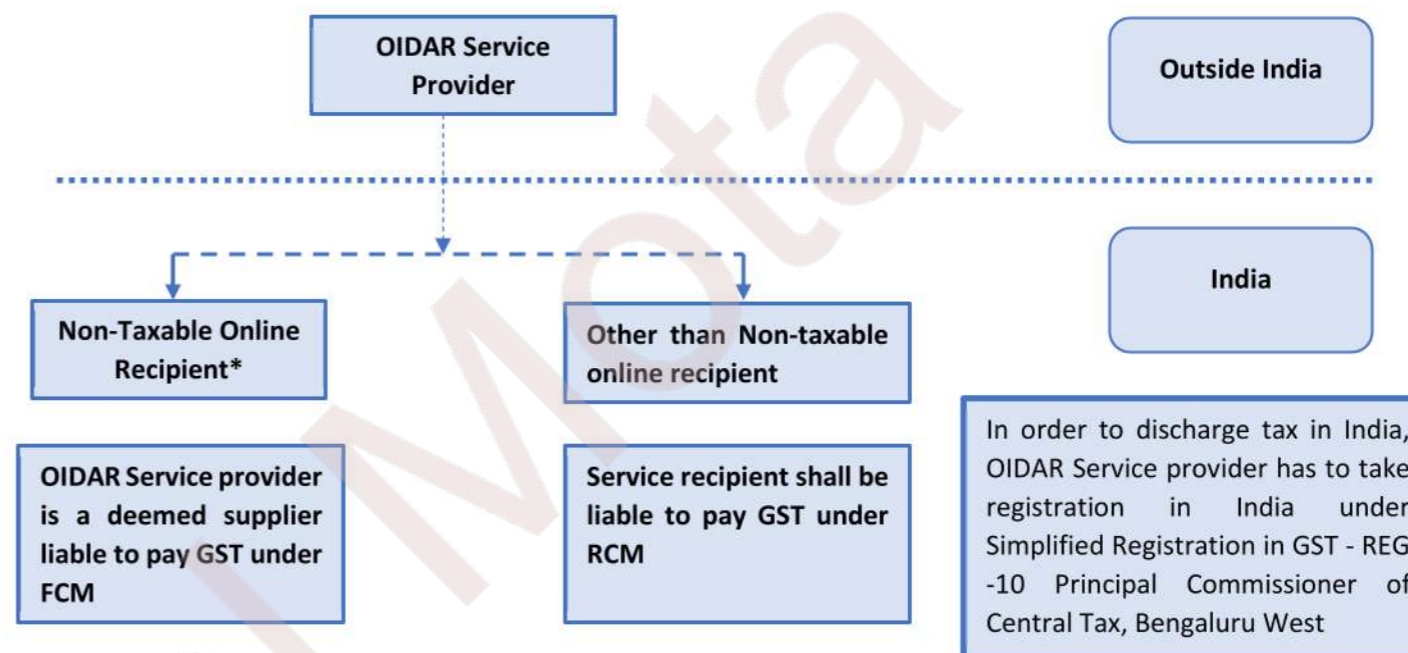 OIDAR Service
Provider
Outside India
India
Non-Taxable Online
Recipient*
Other than Non-taxable
online recipient
OIDAR Service provider
is a deemed supplier
liable to pay GST under
FCM
Service recipient shall be
liable to pay GST under
RCM
In order to discharge tax in India,
OIDAR Service provider has to take
registration in India under
Simplified Registration in GST - REG
-10 Principal Commissioner of
Central Tax, Bengaluru West
Mota